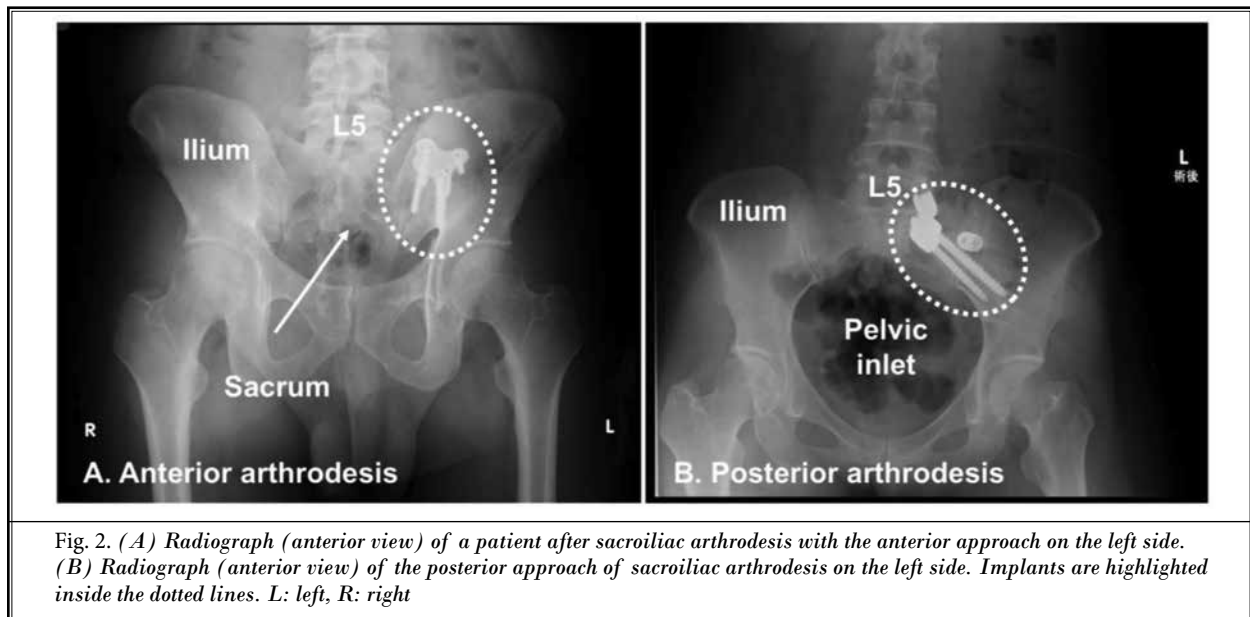 L5
Ilium
Sacrum
R
L
A. Anterior arthrodesis
L
術後
L5
Ilium
Pelvic
inlet
B. Posterior arthrodesis
Fig. 2. (A) Radiograph (anterior view) of a patient after sacroiliac arthrodesis with the anterior approach on the left side.
(B) Radiograph (anterior view) of the posterior approach of sacroiliac arthrodesis on the left side. Implants are highlighted
inside the dotted lines. L: left, R: right